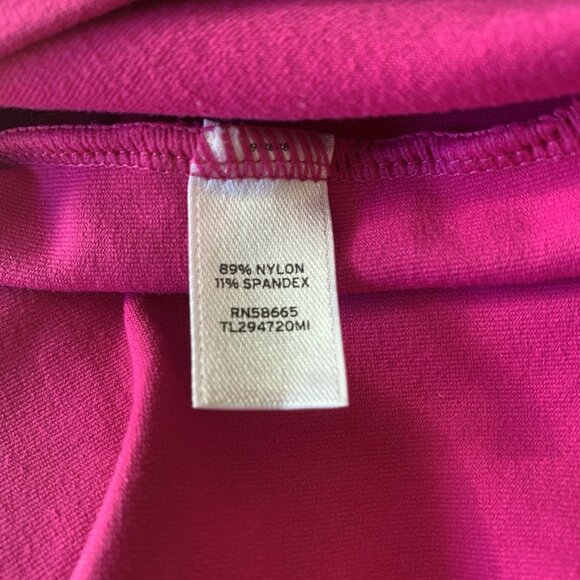 89% NYLON
11% SPANDEX
RN58665
TL294720MI